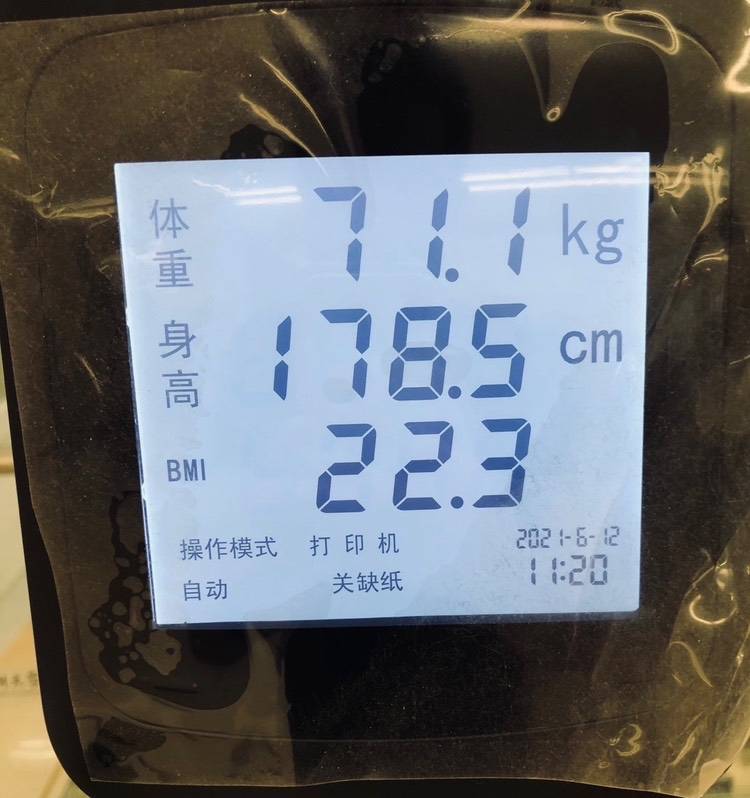 体重 71.1 kg
身高 178.5 cm
BMI 22.3
操作模式 打印机 2021-6-12
自动 关缺纸 11:20